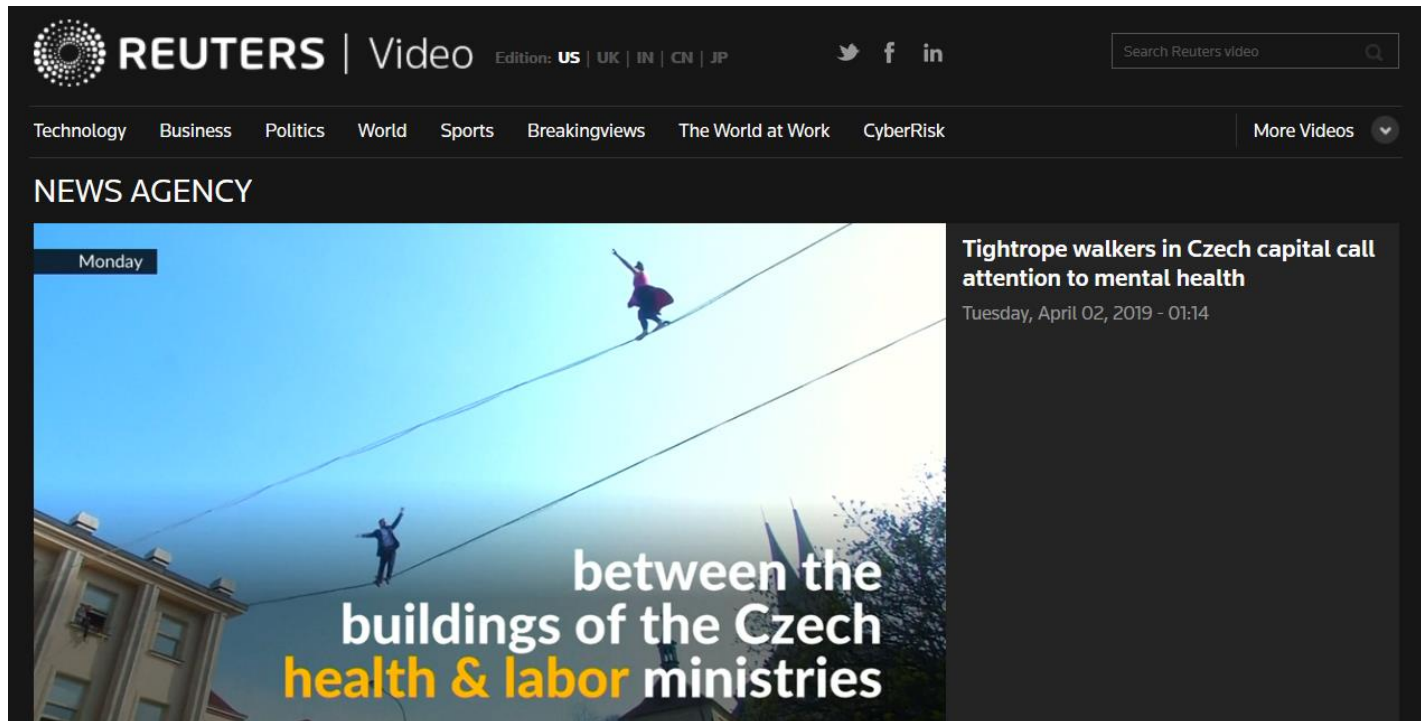 REUTERS | Video Edition: US | UK | IN | CN | JP f in Search Reuters video
Technology Business Politics World Sports Breakingviews The World at Work CyberRisk More Videos
NEWS AGENCY
Monday
Tightrope walkers in Czech capital call
attention to mental health
Tuesday, April 02, 2019 - 01:14
between the
buildings of the Czech
health & labor ministries